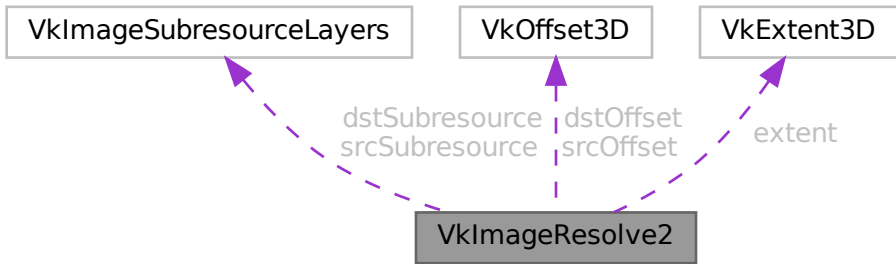 VkImageSubresourceLayers
VkOffset3D
VkExtent3D
dstSubresource
srcSubresource
dstOffset
srcOffset
extent
VkImageResolve2